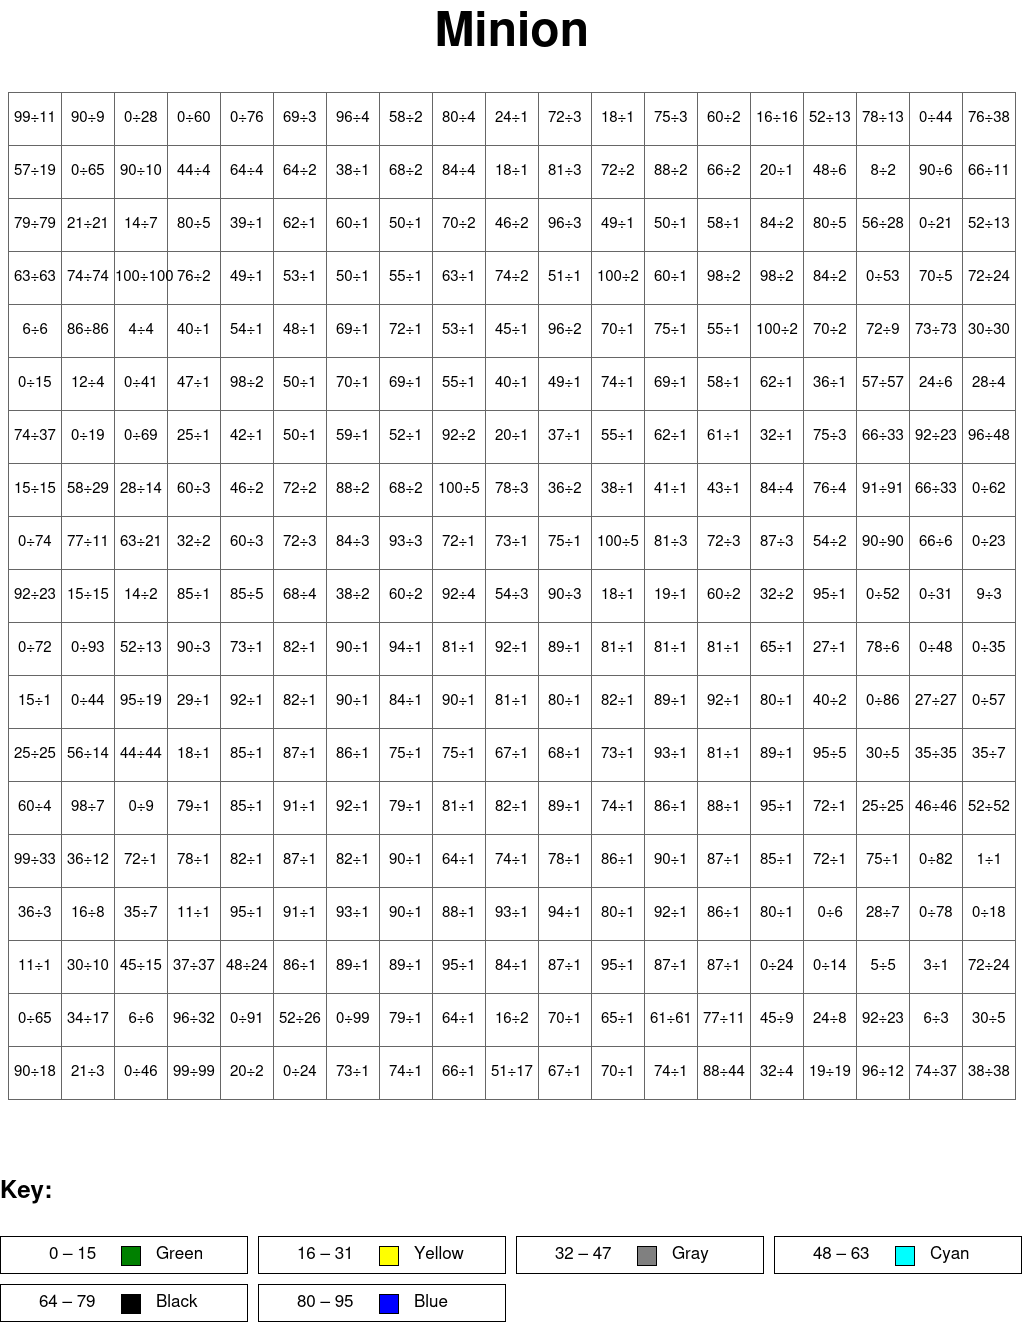 Minion
99÷11 90÷9 0÷28 0÷60 0÷76 69÷3 96÷4 58÷2 80÷4 24÷1 72÷3 18÷1 75÷3 60÷2 16÷16 52÷13 78÷13 0÷44 76÷38
57÷19 0÷65 90÷10 44÷4 64÷4 64÷2 38÷1 68÷2 84÷4 18÷1 81÷3 72÷2 88÷2 66÷2 20÷1 48÷6 8÷2 90÷6 66÷11
79÷79 21÷21 14÷7 80÷5 39÷1 62÷1 60÷1 50÷1 70÷2 46÷2 96÷3 49÷1 50÷1 58÷1 84÷2 80÷5 56÷28 0÷21 52÷13
63÷63 74÷74 100÷100 76÷2 49÷1 53÷1 50÷1 55÷1 63÷1 74÷2 51÷1 100÷2 60÷1 98÷2 98÷2 84÷2 0÷53 70÷5 72÷24
6÷6 86÷86 4÷4 40÷1 54÷1 48÷1 69÷1 72÷1 53÷1 45÷1 96÷2 70÷1 75÷1 55÷1 100÷2 70÷2 72÷9 73÷73 30÷30
0÷15 12÷4 0÷41 47÷1 98÷2 50÷1 70÷1 69÷1 55÷1 40÷1 49÷1 74÷1 69÷1 58÷1 62÷1 36÷1 57÷57 24÷6 28÷4
74÷37 0÷19 0÷69 25÷1 42÷1 50÷1 59÷1 52÷1 92÷2 20÷1 37÷1 55÷1 62÷1 61÷1 32÷1 75÷3 66÷33 92÷23 96÷48
15÷15 58÷29 28÷14 60÷3 46÷2 72÷2 88÷2 68÷2 100÷5 78÷3 36÷2 38÷1 41÷1 43÷1 84÷4 76÷4 91÷91 66÷33 0÷62
0÷74 77÷11 63÷21 32÷2 60÷3 72÷3 84÷3 93÷3 72÷1 73÷1 75÷1 100÷5 81÷3 72÷3 87÷3 54÷2 90÷90 66÷6 0÷23
92÷23 15÷15 14÷2 85÷1 85÷5 68÷4 38÷2 60÷2 92÷4 54÷3 90÷3 18÷1 19÷1 60÷2 32÷2 95÷1 0÷52 0÷31 9÷3
0÷72 0÷93 52÷13 90÷3 73÷1 82÷1 90÷1 94÷1 81÷1 92÷1 89÷1 81÷1 81÷1 81÷1 65÷1 27÷1 78÷6 0÷48 0÷35
15÷1 0÷44 95÷19 29÷1 92÷1 82÷1 90÷1 84÷1 90÷1 81÷1 80÷1 82÷1 89÷1 92÷1 80÷1 40÷2 0÷86 27÷27 0÷57
25÷25 56÷14 44÷44 18÷1 85÷1 87÷1 86÷1 75÷1 75÷1 67÷1 68÷1 73÷1 93÷1 81÷1 89÷1 95÷5 30÷5 35÷35 35÷7
60÷4 98÷7 0÷9 79÷1 85÷1 91÷1 92÷1 79÷1 81÷1 82÷1 89÷1 74÷1 86÷1 88÷1 95÷1 72÷1 25÷25 46÷46 52÷52
99÷33 36÷12 72÷1 78÷1 82÷1 87÷1 82÷1 90÷1 64÷1 74÷1 78÷1 86÷1 90÷1 87÷1 85÷1 72÷1 75÷1 0÷82 1÷1
36÷3 16÷8 35÷7 11÷1 95÷1 91÷1 93÷1 90÷1 88÷1 93÷1 94÷1 80÷1 92÷1 86÷1 80÷1 0÷6 28÷7 0÷78 0÷18
11÷1 30÷10 45÷15 37÷37 48÷24 86÷1 89÷1 89÷1 95÷1 84÷1 87÷1 95÷1 87÷1 87÷1 0÷24 0÷14 5÷5 3÷1 72÷24
0÷65 34÷17 6÷6 96÷32 0÷91 52÷26 0÷99 79÷1 64÷1 16÷2 70÷1 65÷1 61÷61 77÷11 45÷9 24÷8 92÷23 6÷3 30÷5
90÷18 21÷3 0÷46 99÷99 20÷2 0÷24 73÷1 74÷1 66÷1 51÷17 67÷1 70÷1 74÷1 88÷44 32÷4 19÷19 96÷12 74÷37 38÷38
Key:
0 – 15 Green 16 – 31 Yellow 32 – 47 Gray 48 – 63 Cyan
64 – 79 Black 80 – 95 Blue